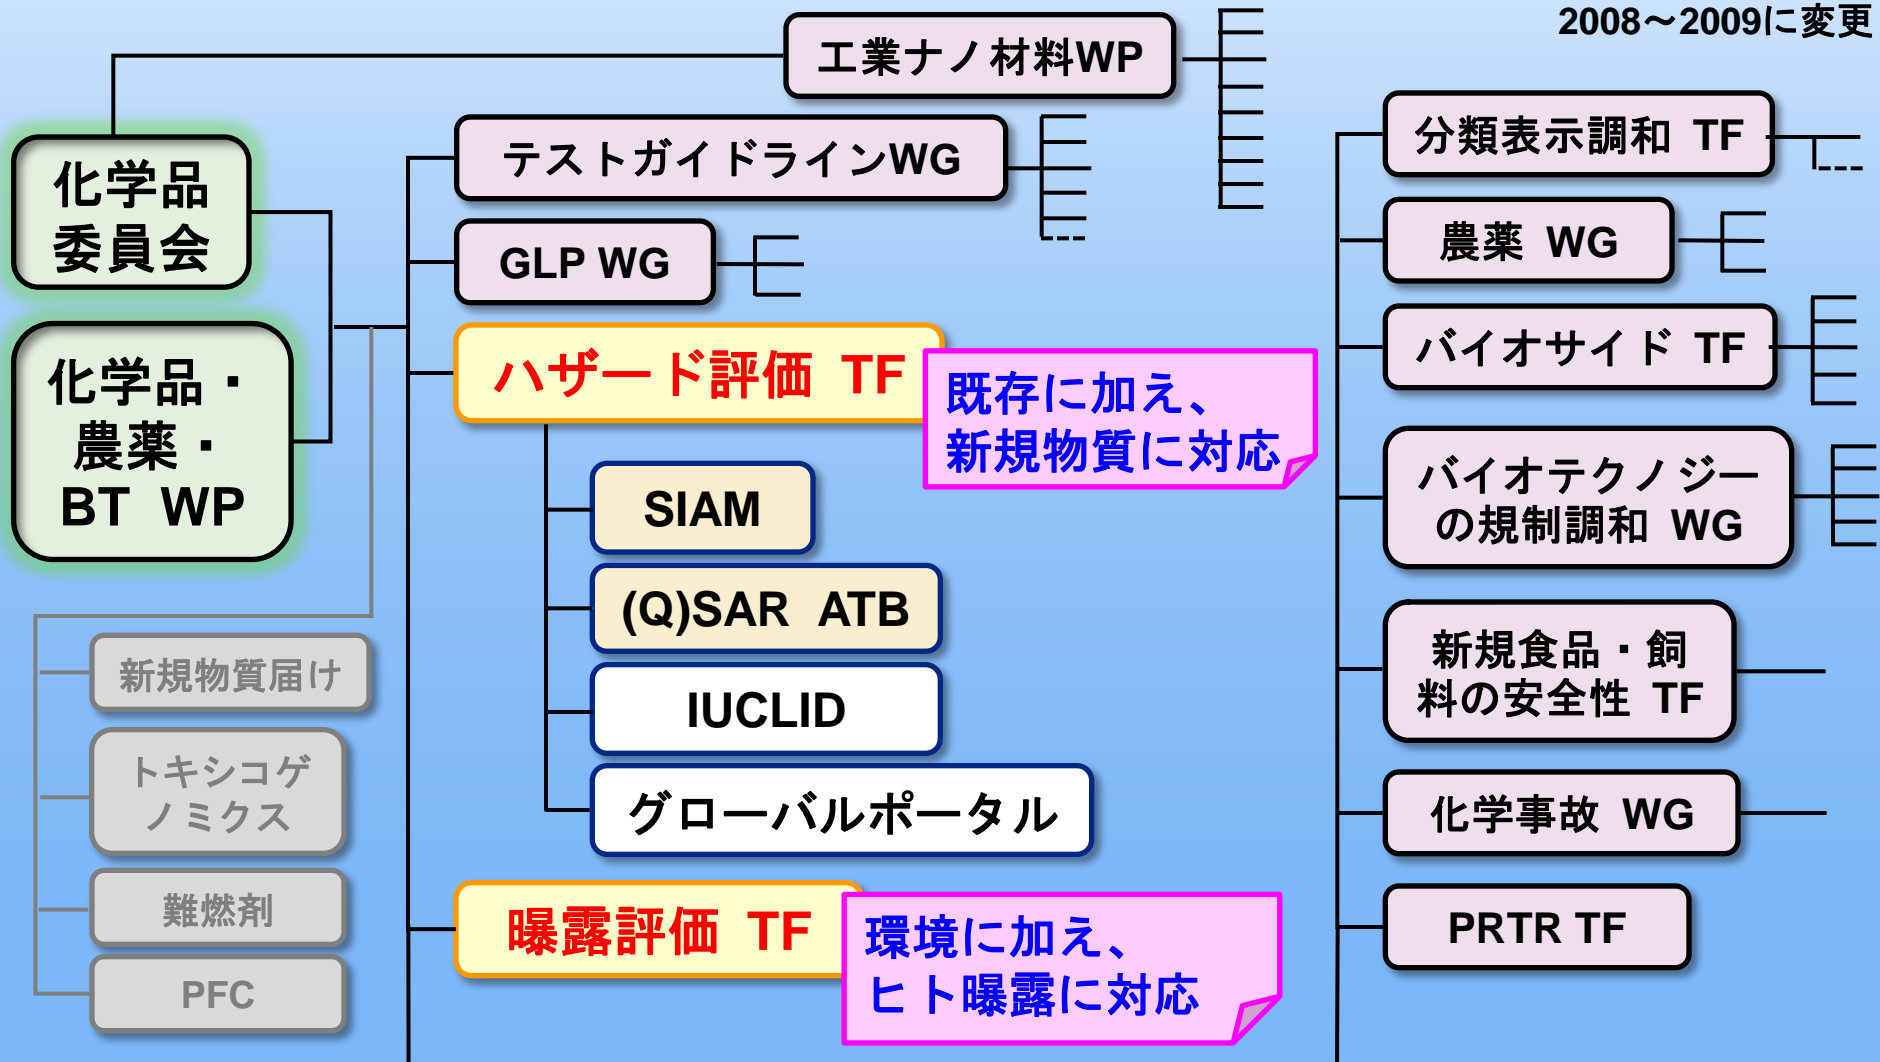 2008～2009に変更
工業ナノ材料WP
化学品
委員会
化学品・
農薬・
BT WP
テストガイドラインWG
GLP WG
ハザード評価 TF
既存に加え、
新規物質に対応
SIAM
(Q)SAR ATB
IUCLID
グローバルポータル
曝露評価 TF
環境に加え、
ヒト曝露に対応
新規物質届け
トキシコゲ
ノミクス
難燃剤
PFC
分類表示調和 TF
農薬 WG
バイオサイド TF
バイオテクノジー
の規制調和 WG
新規食品・飼
料の安全性 TF
化学事故 WG
PRTR TF